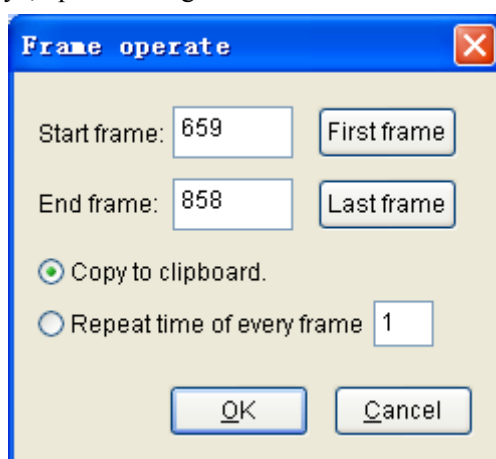 Frame operate
Start frame: 659 First frame
End frame: 858 Last frame
Copy to clipboard.
Repeat time of every frame 1
OK Cancel